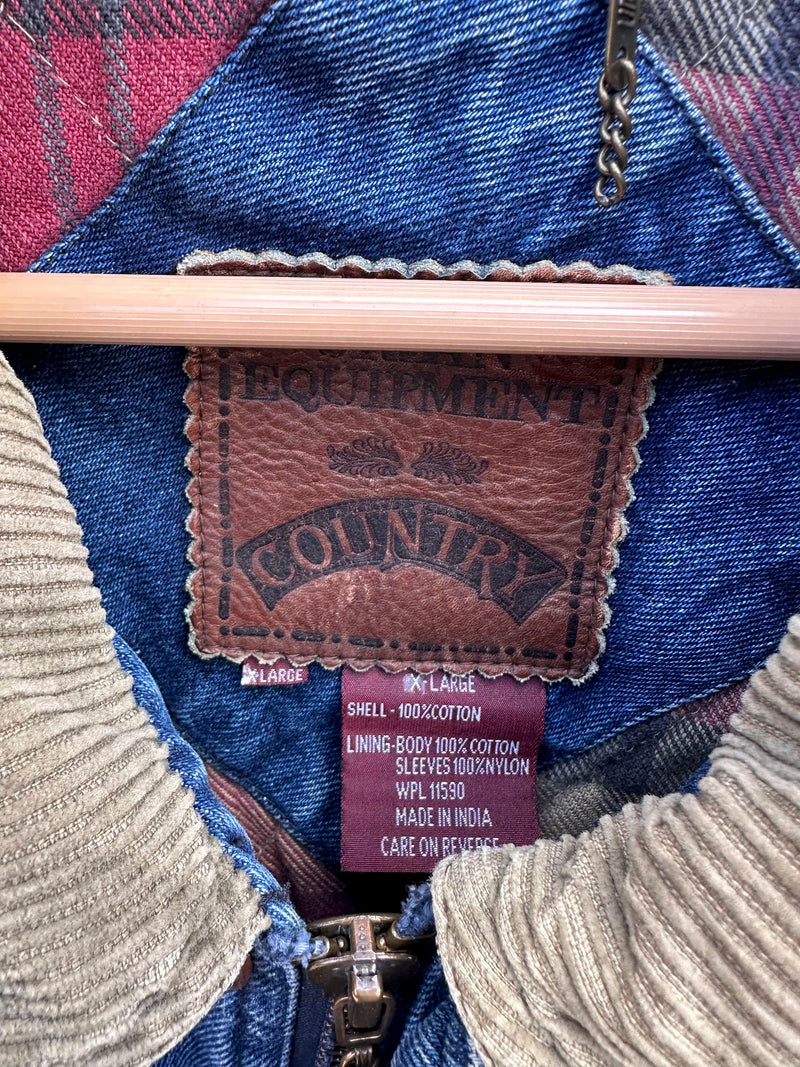 EQUIPMENT
COUNTRY
X-LARGE
X-LARGE
SHELL - 100%COTTON
LINING-BODY 100% COTTON
SLEEVES 100%NYLON
WPL 11590
MADE IN INDIA
CARE ON REVERSE